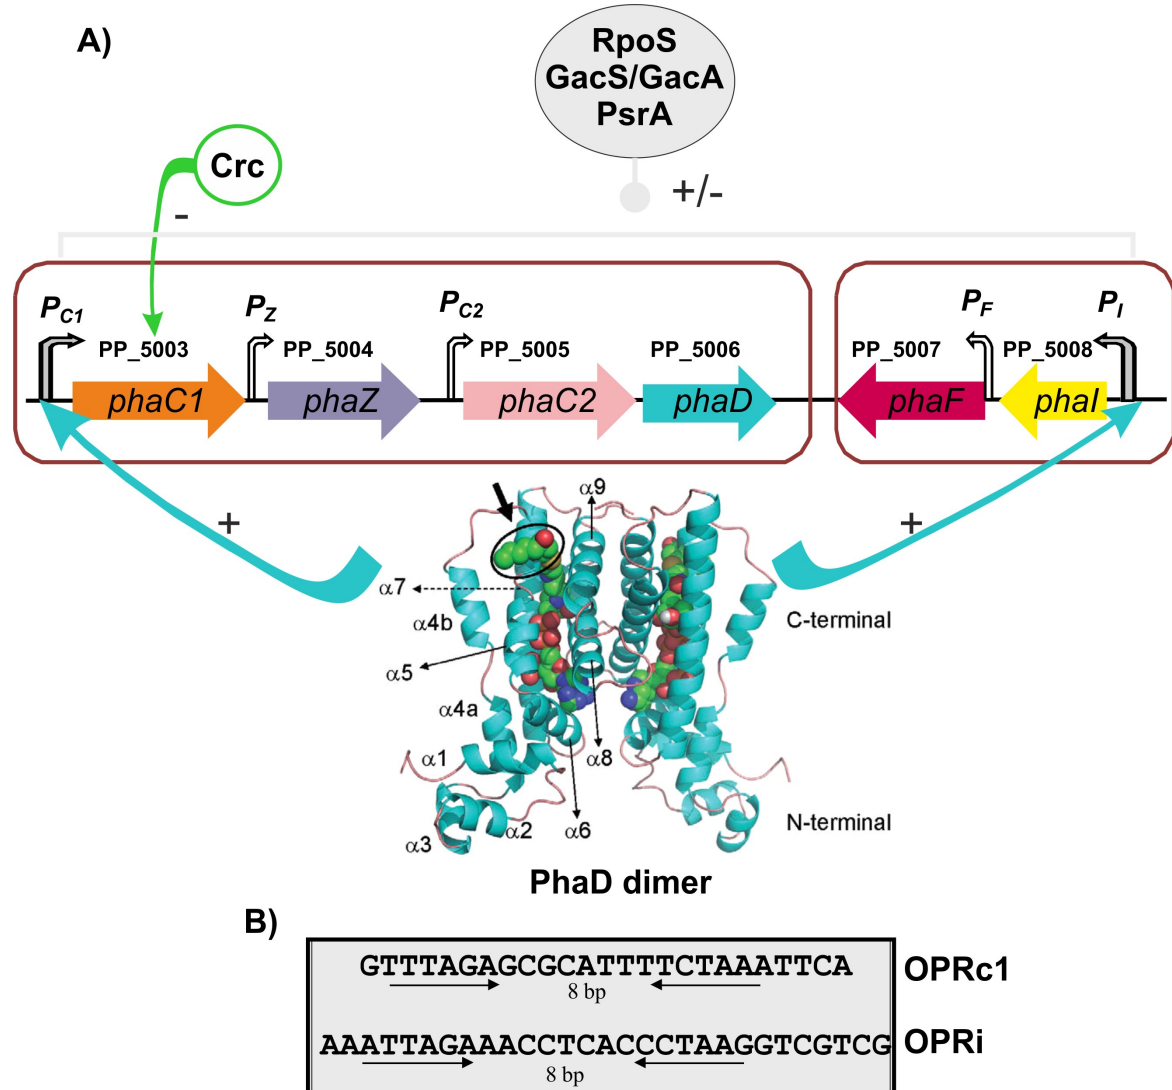 A)
RpoS
GacS/GacA
PsrA
Crc
+/-
-
PC1
PZ
PC2
PF
PI
PP_5003
PP_5004
PP_5005
PP_5006
PP_5007
PP_5008
phaC1
phaZ
phaC2
phaD
phaF
phaI
+
+
α9
α7
α4b
α5
α4a
α1
α8
α2
α6
α3
C-terminal
N-terminal
PhaD dimer
B)
GTTTAGAGCGCATTTTCTAAATTCA OPRc1
8 bp
AAATTAGAAACCTCACCCTAAGGTCGTCG OPRi
8 bp